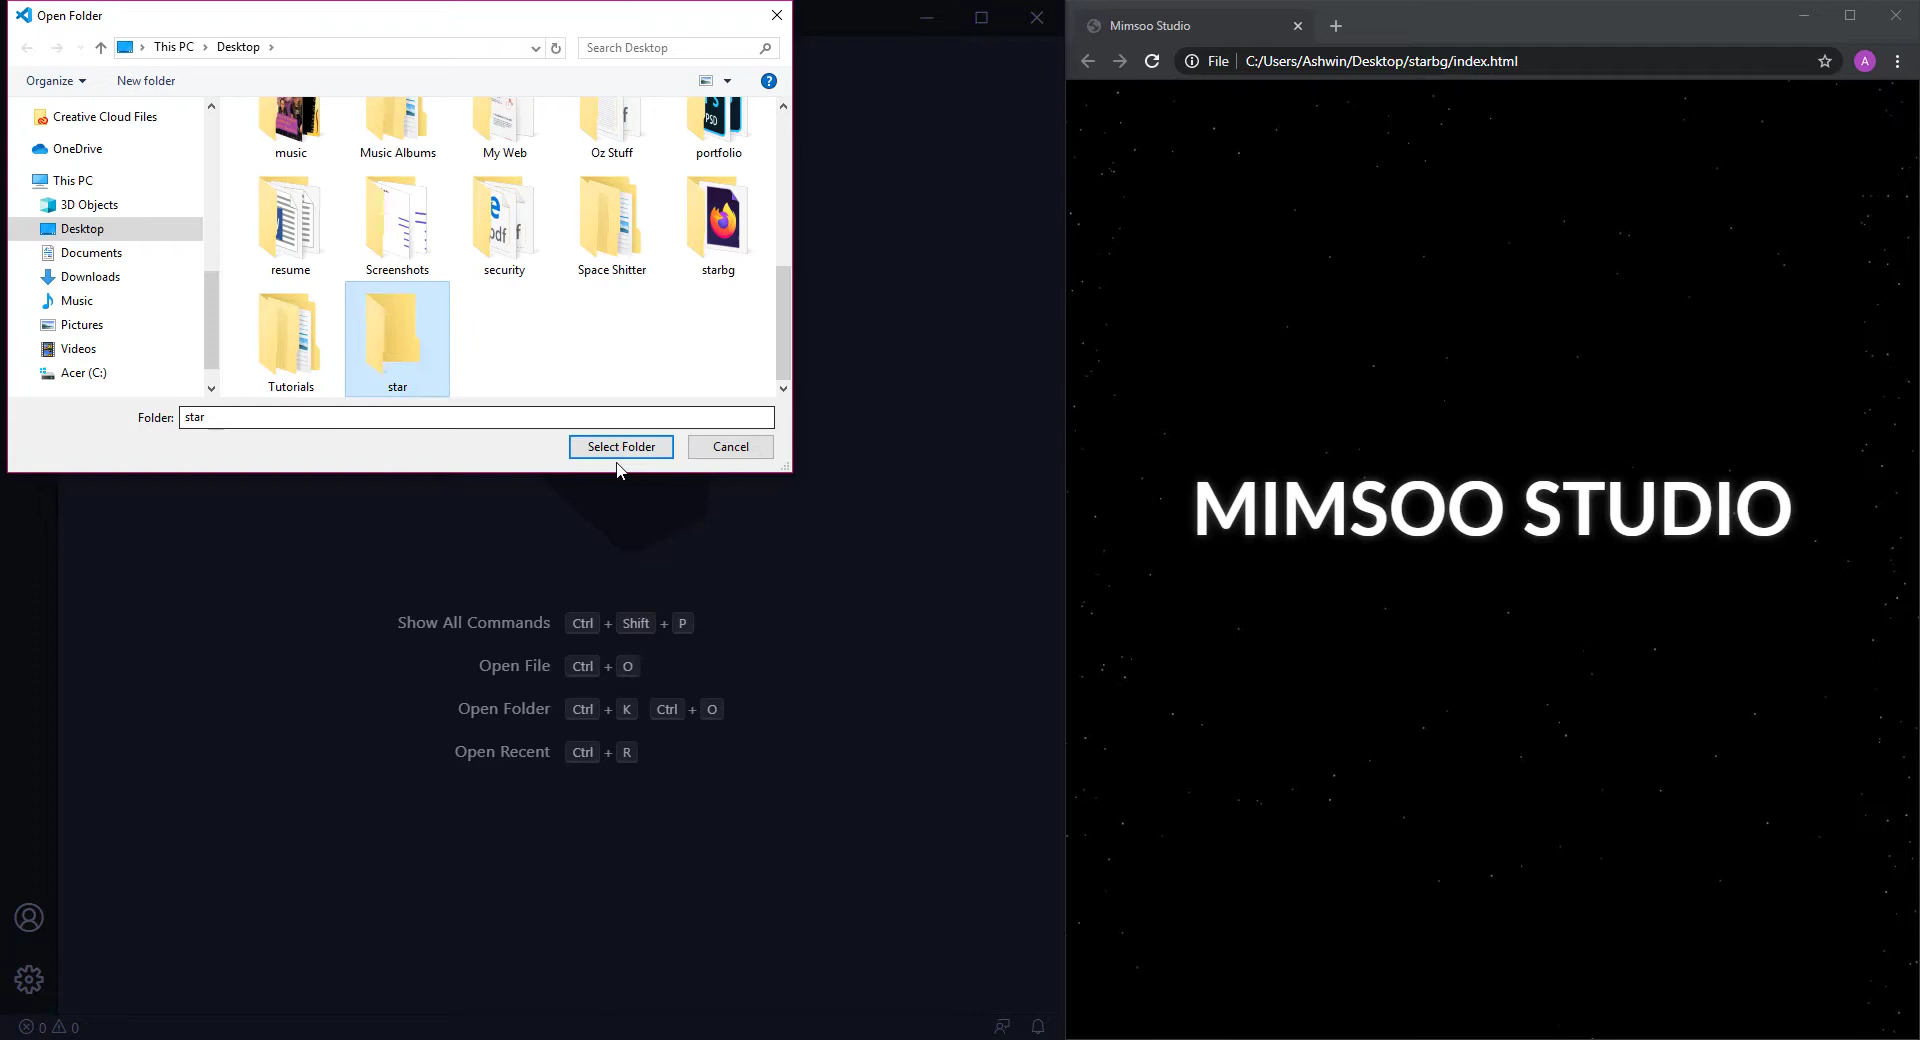 Open Folder
This PC
Desktop
Search Desktop
Organize
New folder
Creative Cloud Files
OneDrive
This PC
3D Objects
Desktop
Documents
Downloads
Music
Pictures
Videos
Acer (C:)
PSD
music
Music Albums
My Web
Oz Stuff
portfolio
resume
Screenshots
security
Space Shitter
starbg
Tutorials
star
Folder: star
Select Folder
Cancel
Show All Commands Ctrl + Shift + P
Open File Ctrl + O
Open Folder Ctrl + K Ctrl + O
Open Recent Ctrl + R
0 0
Mimsoo Studio
File C:/Users/Ashwin/Desktop/starbg/index.html
A
MIMSOO STUDIO